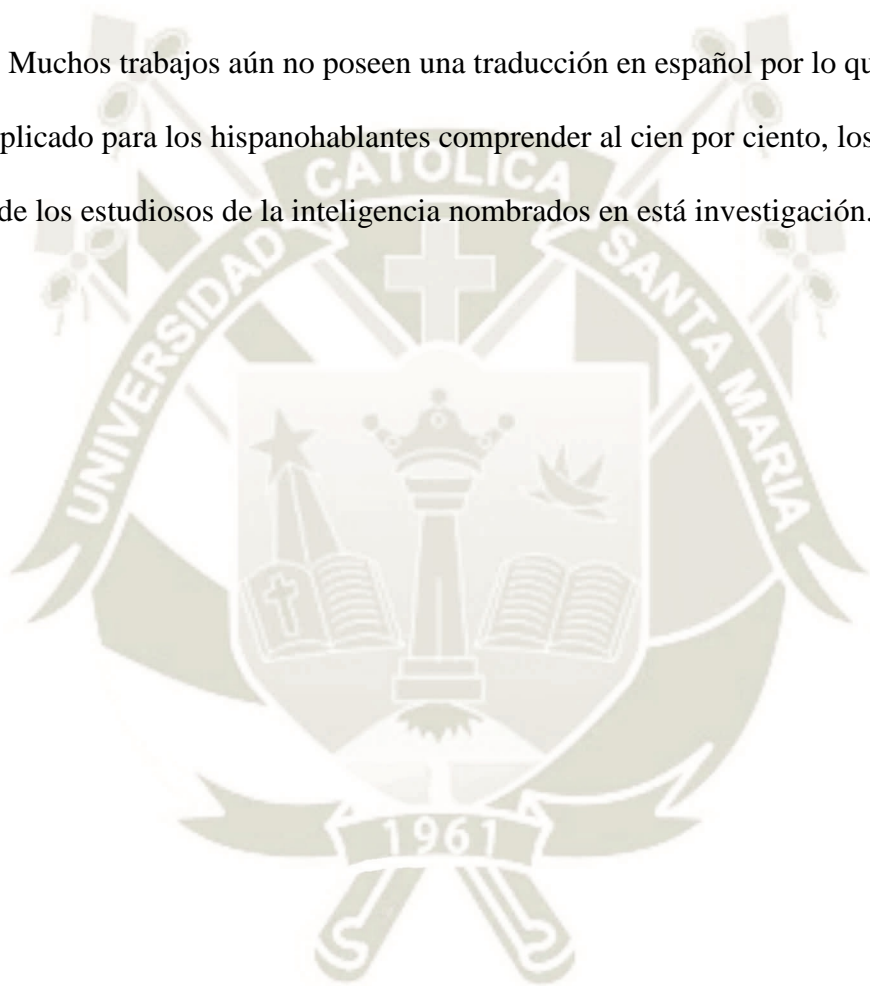 Muchos trabajos aún no poseen una traducción en español por lo qu
plicado para los hispanohablantes comprender al cien por ciento, los
de los estudiosos de la inteligencia nombrados en está investigación.
UNIVERSIDAD CATOLICA SANTA MARIA
1961